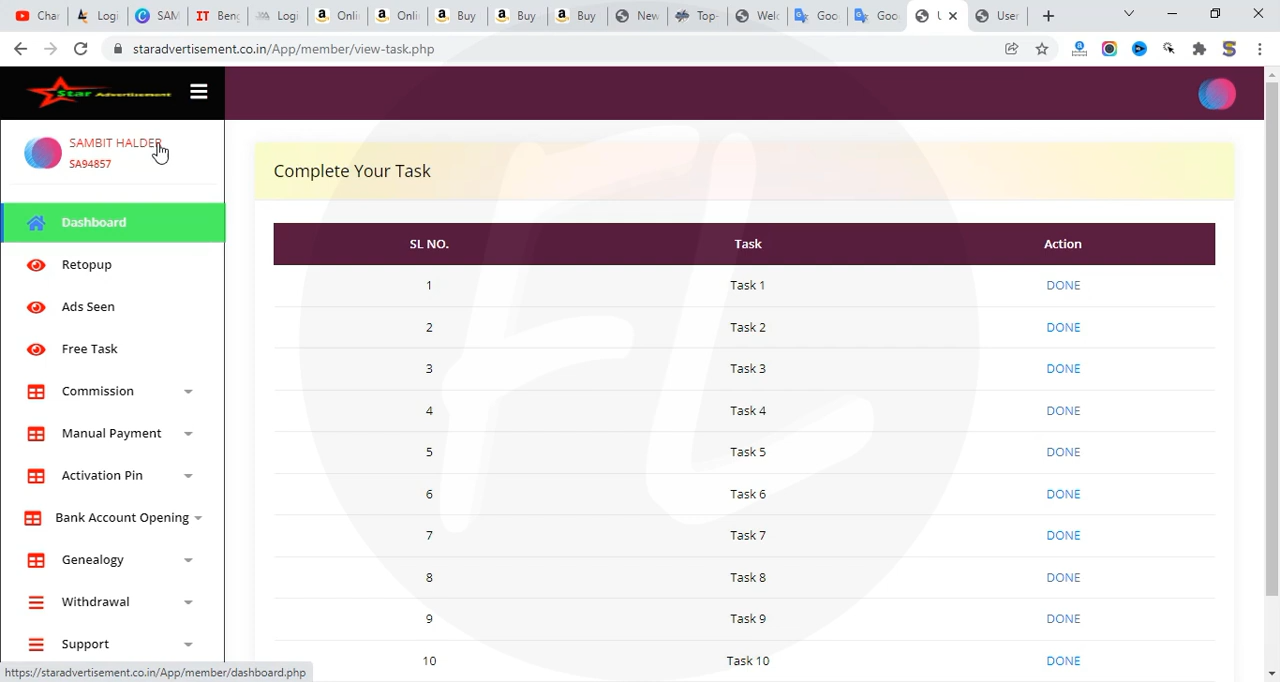 Char
Logi
SAM
Beng
Logi
Onlin
Onlin
Buy
Buy
Buy
New
Top-
Welc
Goo
Goo
U
User
staradvertisement.co.in/App/member/view-task.php
Star Advertisement
SAMBIT HALDER
SA94857
Complete Your Task
Dashboard
SL NO. Task Action
Retopup
1 Task 1 DONE
Ads Seen
2 Task 2 DONE
Free Task
3 Task 3 DONE
Commission
4 Task 4 DONE
Manual Payment
5 Task 5 DONE
Activation Pin
6 Task 6 DONE
Bank Account Opening
7 Task 7 DONE
Genealogy
8 Task 8 DONE
Withdrawal
9 Task 9 DONE
Support
10 Task 10 DONE
https://staradvertisement.co.in/App/member/dashboard.php
FL